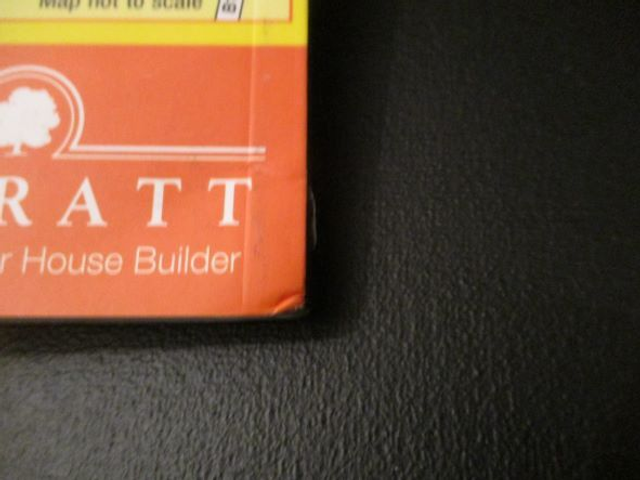 Map not to scale
RATT
r House Builder